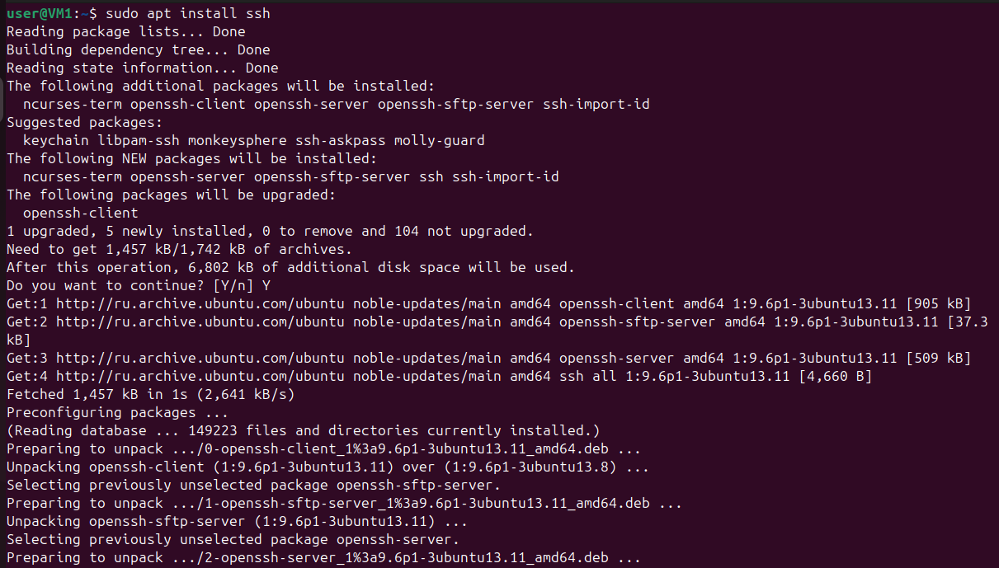 user@VM1:~$ sudo apt install ssh
Reading package lists... Done
Building dependency tree... Done
Reading state information... Done
The following additional packages will be installed:
  ncurses-term openssh-client openssh-server openssh-sftp-server ssh-import-id
Suggested packages:
  keychain libpam-ssh monkeysphere ssh-askpass molly-guard
The following NEW packages will be installed:
  ncurses-term openssh-server openssh-sftp-server ssh ssh-import-id
The following packages will be upgraded:
  openssh-client
1 upgraded, 5 newly installed, 0 to remove and 104 not upgraded.
Need to get 1,457 kB/1,742 kB of archives.
After this operation, 6,802 kB of additional disk space will be used.
Do you want to continue? [Y/n] Y
Get:1 http://ru.archive.ubuntu.com/ubuntu noble-updates/main amd64 openssh-client amd64 1:9.6p1-3ubuntu13.11 [905 kB]
Get:2 http://ru.archive.ubuntu.com/ubuntu noble-updates/main amd64 openssh-sftp-server amd64 1:9.6p1-3ubuntu13.11 [37.3
kB]
Get:3 http://ru.archive.ubuntu.com/ubuntu noble-updates/main amd64 openssh-server amd64 1:9.6p1-3ubuntu13.11 [509 kB]
Get:4 http://ru.archive.ubuntu.com/ubuntu noble-updates/main amd64 ssh all 1:9.6p1-3ubuntu13.11 [4,660 B]
Fetched 1,457 kB in 1s (2,641 kB/s)
Preconfiguring packages ...
(Reading database ... 149223 files and directories currently installed.)
Preparing to unpack .../0-openssh-client_1%3a9.6p1-3ubuntu13.11_amd64.deb ...
Unpacking openssh-client (1:9.6p1-3ubuntu13.11) over (1:9.6p1-3ubuntu13.8) ...
Selecting previously unselected package openssh-sftp-server.
Preparing to unpack .../1-openssh-sftp-server_1%3a9.6p1-3ubuntu13.11_amd64.deb ...
Unpacking openssh-sftp-server (1:9.6p1-3ubuntu13.11) ...
Selecting previously unselected package openssh-server.
Preparing to unpack .../2-openssh-server_1%3a9.6p1-3ubuntu13.11_amd64.deb ...